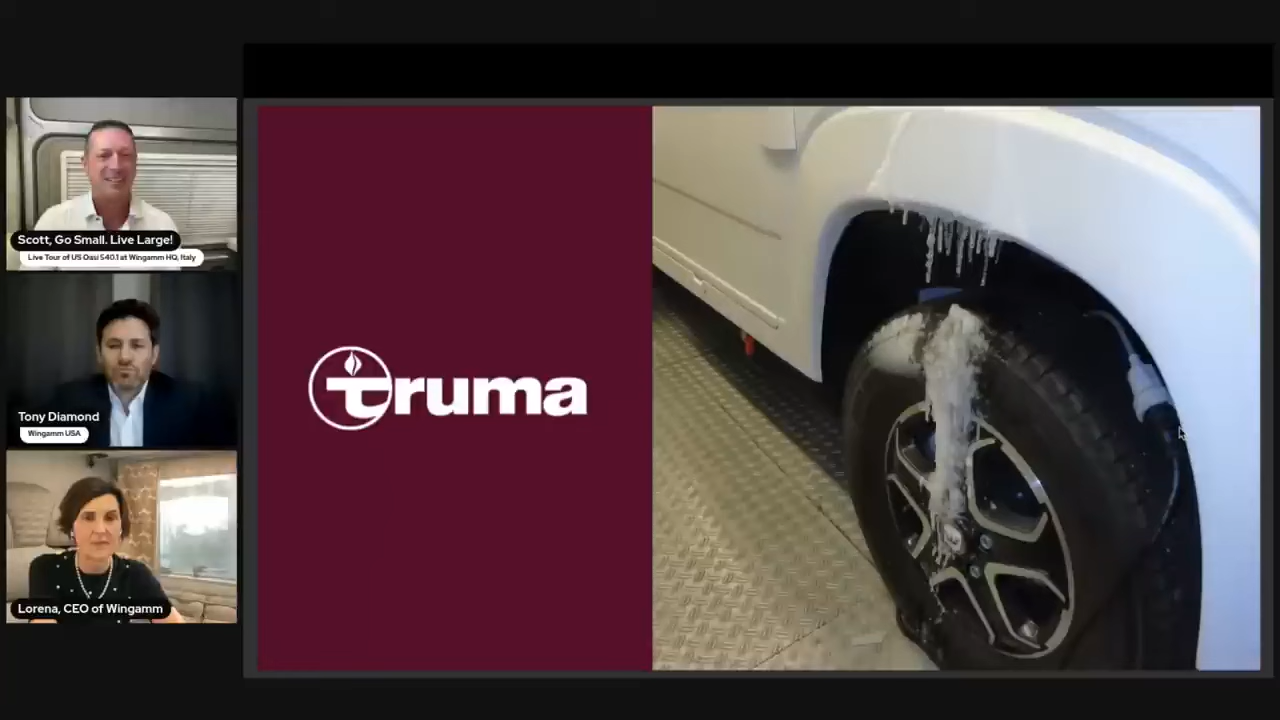 Scott, Go Small. Live Large!
Live Tour of US Oasi 540.1 at Wingamm HQ, Italy
Tony Diamond
Wingamm USA
Lorena, CEO of Wingamm
truma